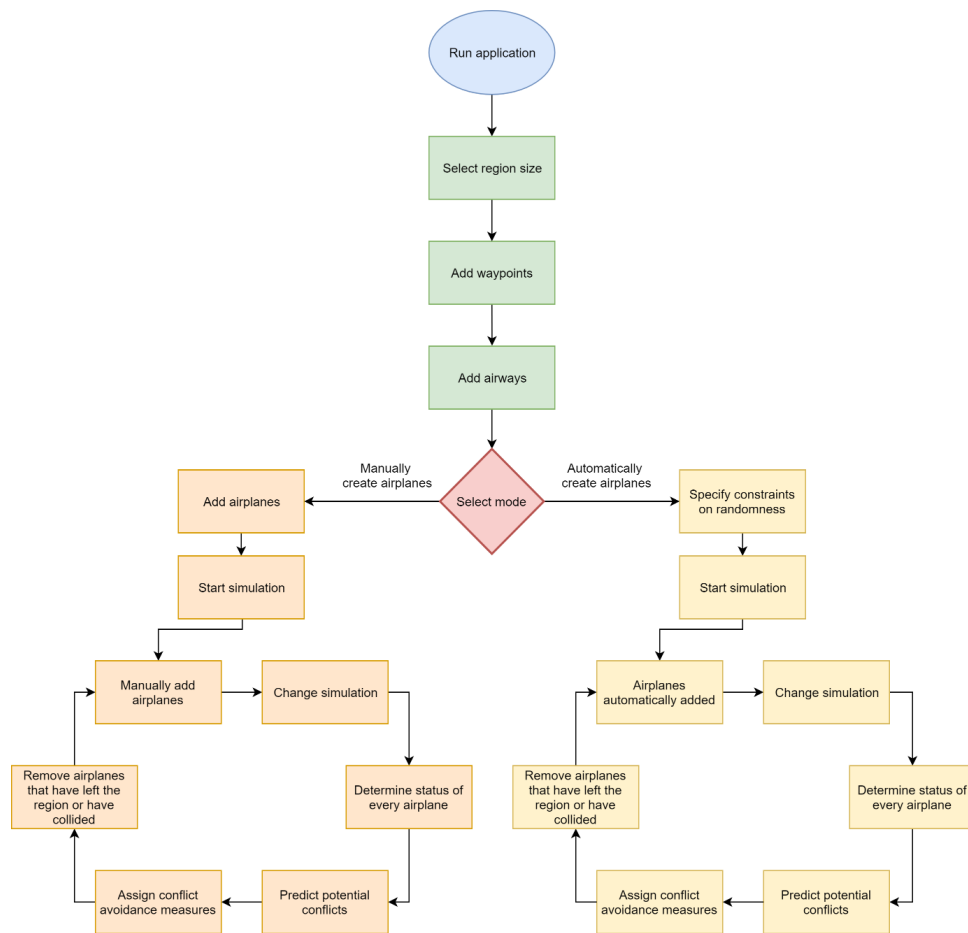 Run application
Select region size
Add waypoints
Add airways
Manually
create airplanes
Automatically
create airplanes
Select mode
Add airplanes
Specify constraints
on randomness
Start simulation
Start simulation
Manually add
airplanes
Change simulation
Airplanes
automatically added
Change simulation
Remove airplanes
that have left the
region or have
collided
Determine status of
every airplane
Remove airplanes
that have left the
region or have
collided
Determine status of
every airplane
Assign conflict
avoidance measures
Predict potential
conflicts
Assign conflict
avoidance measures
Predict potential
conflicts